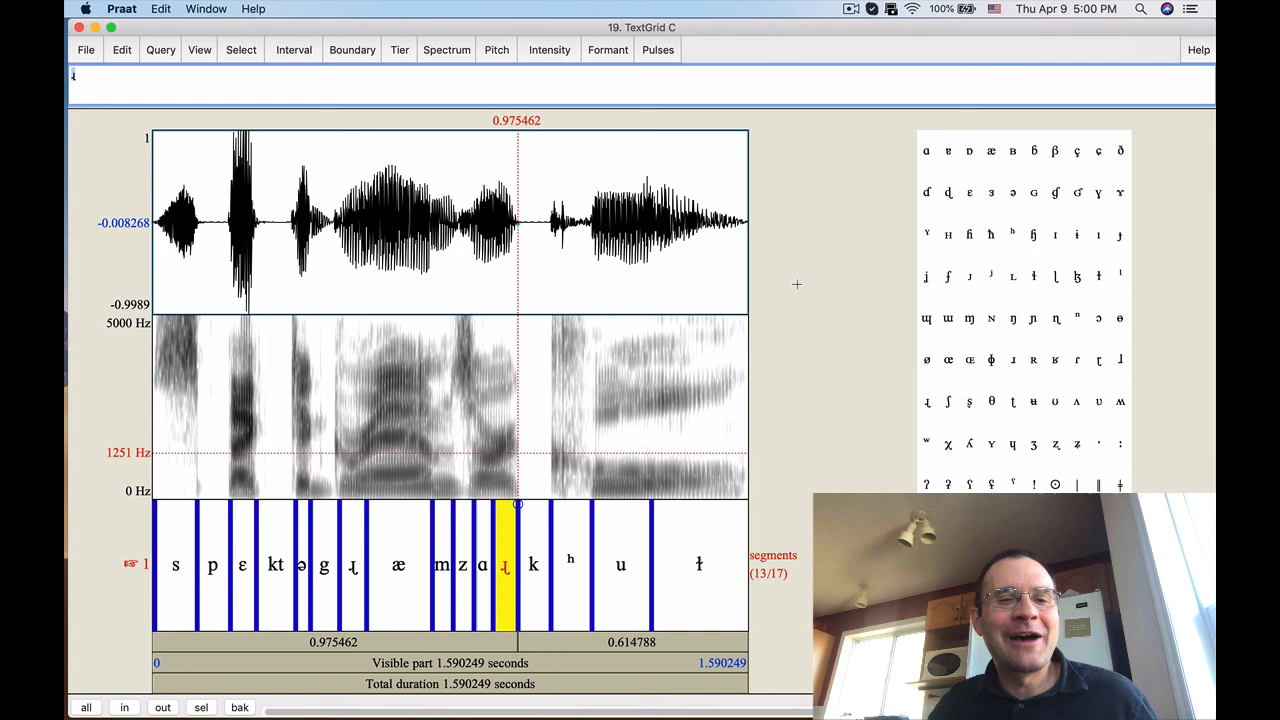 Praat Edit Window Help 100% Thu Apr 9 5:00 PM
19. TextGrid C
File Edit Query View Select Interval Boundary Tier Spectrum Pitch Intensity Formant Pulses Help
ɻ
0.975462
1
-0.008268
-0.9989
5000 Hz
1251 Hz
0 Hz
ɑ ɐ ɒ æ ʙ ɓ β ç ɕ ð
ɗ ɖ ɛ ɜ ə ɢ ɠ ʛ ɣ ɤ
ˠ ʜ ɦ ħ ʰ ɧ ɪ ɨ ı ɟ
ʝ ʄ ᴊ ʲ ʟ ɫ ɭ ɮ ɬ ˡ
ɰ ɯ ɱ ɴ ŋ ɲ ɳ ⁿ ɔ ɵ
ø œ ɶ ɸ ɹ ʀ ʁ ɾ ɽ ɺ
ɻ ʃ ʂ θ ʈ ʉ ʊ ʌ ʋ ʍ
ʷ χ ʎ ʏ ɥ ʒ ʐ ʑ ː
ʔ ʡ ʕ ʢ ˤ ! ʘ ǀ ǁ ǂ
☞ 1 s p ɛ kt ə g ɻ æ m z ɑ ɻ k ʰ u ɫ segments
(13/17)
0.975462 0.614788
0 Visible part 1.590249 seconds 1.590249
Total duration 1.590249 seconds
all in out sel bak